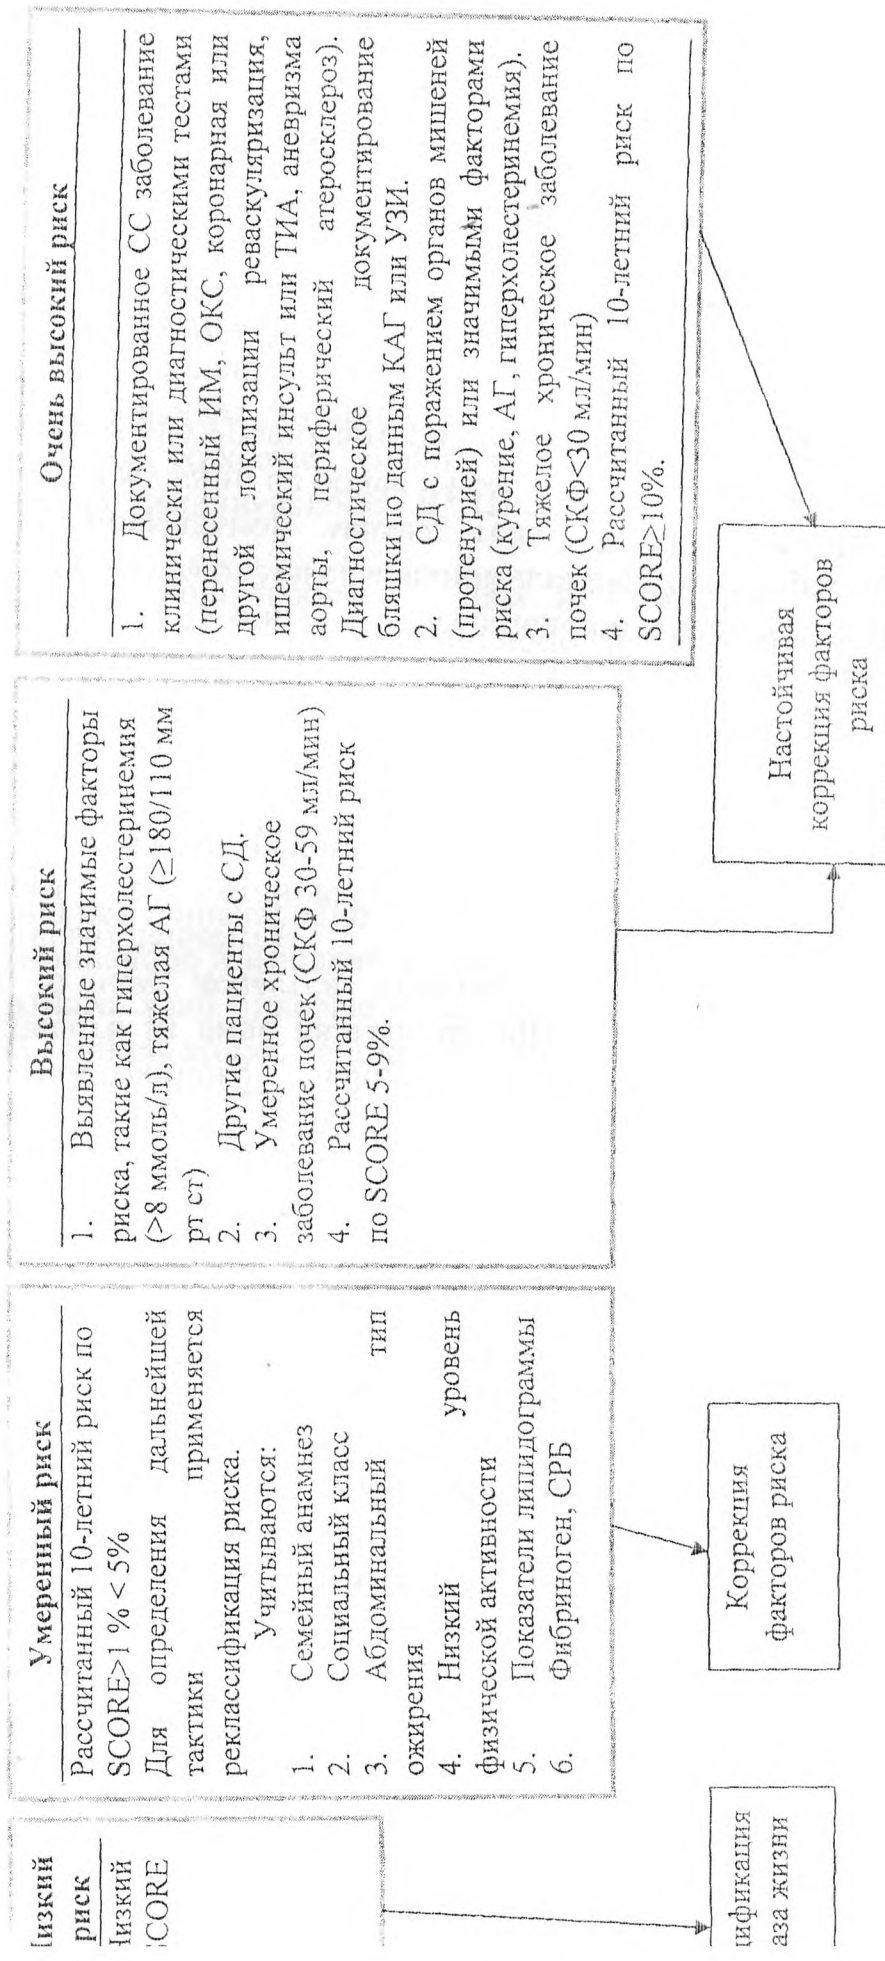 изкий
риск
изкий
CORE
ификация
аза жизни
Умеренный риск
Рассчитанный 10-летний риск по
SCORE>1 % < 5%
Для определения дальнейшей
тактики применяется
реклассификация риска.
Учитываются:
1. Семейный анамнез
2. Социальный класс
3. Абдоминальный тип
ожирения
4. Низкий уровень
физической активности
5. Показатели липидограммы
6. Фибриноген, СРБ
Коррекция
факторов риска
Высокий риск
1. Выявленные значимые факторы
риска, такие как гиперхолестеринемия
(>8 ммоль/л), тяжелая АГ (≥180/110 мм
рт ст)
2. Другие пациенты с СД.
3. Умеренное хроническое
заболевание почек (СКФ 30-59 мл/мин)
4. Рассчитанный 10-летний риск
по SCORE 5-9%.
Очень высокий риск
1. Документированное СС заболевание
клинически или диагностическими тестами
(перенесенный ИМ, ОКС, коронарная или
другой локализации реваскуляризация,
ишемический инсульт или ТИА, аневризма
аорты, периферический атеросклероз).
Диагностическое документирование
бляшки по данным КАГ или УЗИ.
2. СД с поражением органов мишеней
(протенурией) или значимыми факторами
риска (курение, АГ, гиперхолестеринемия).
3. Тяжелое хроническое заболевание
почек (СКФ<30 мл/мин)
4. Рассчитанный 10-летний риск по
SCORE≥10%.
Настойчивая
коррекция факторов
риска